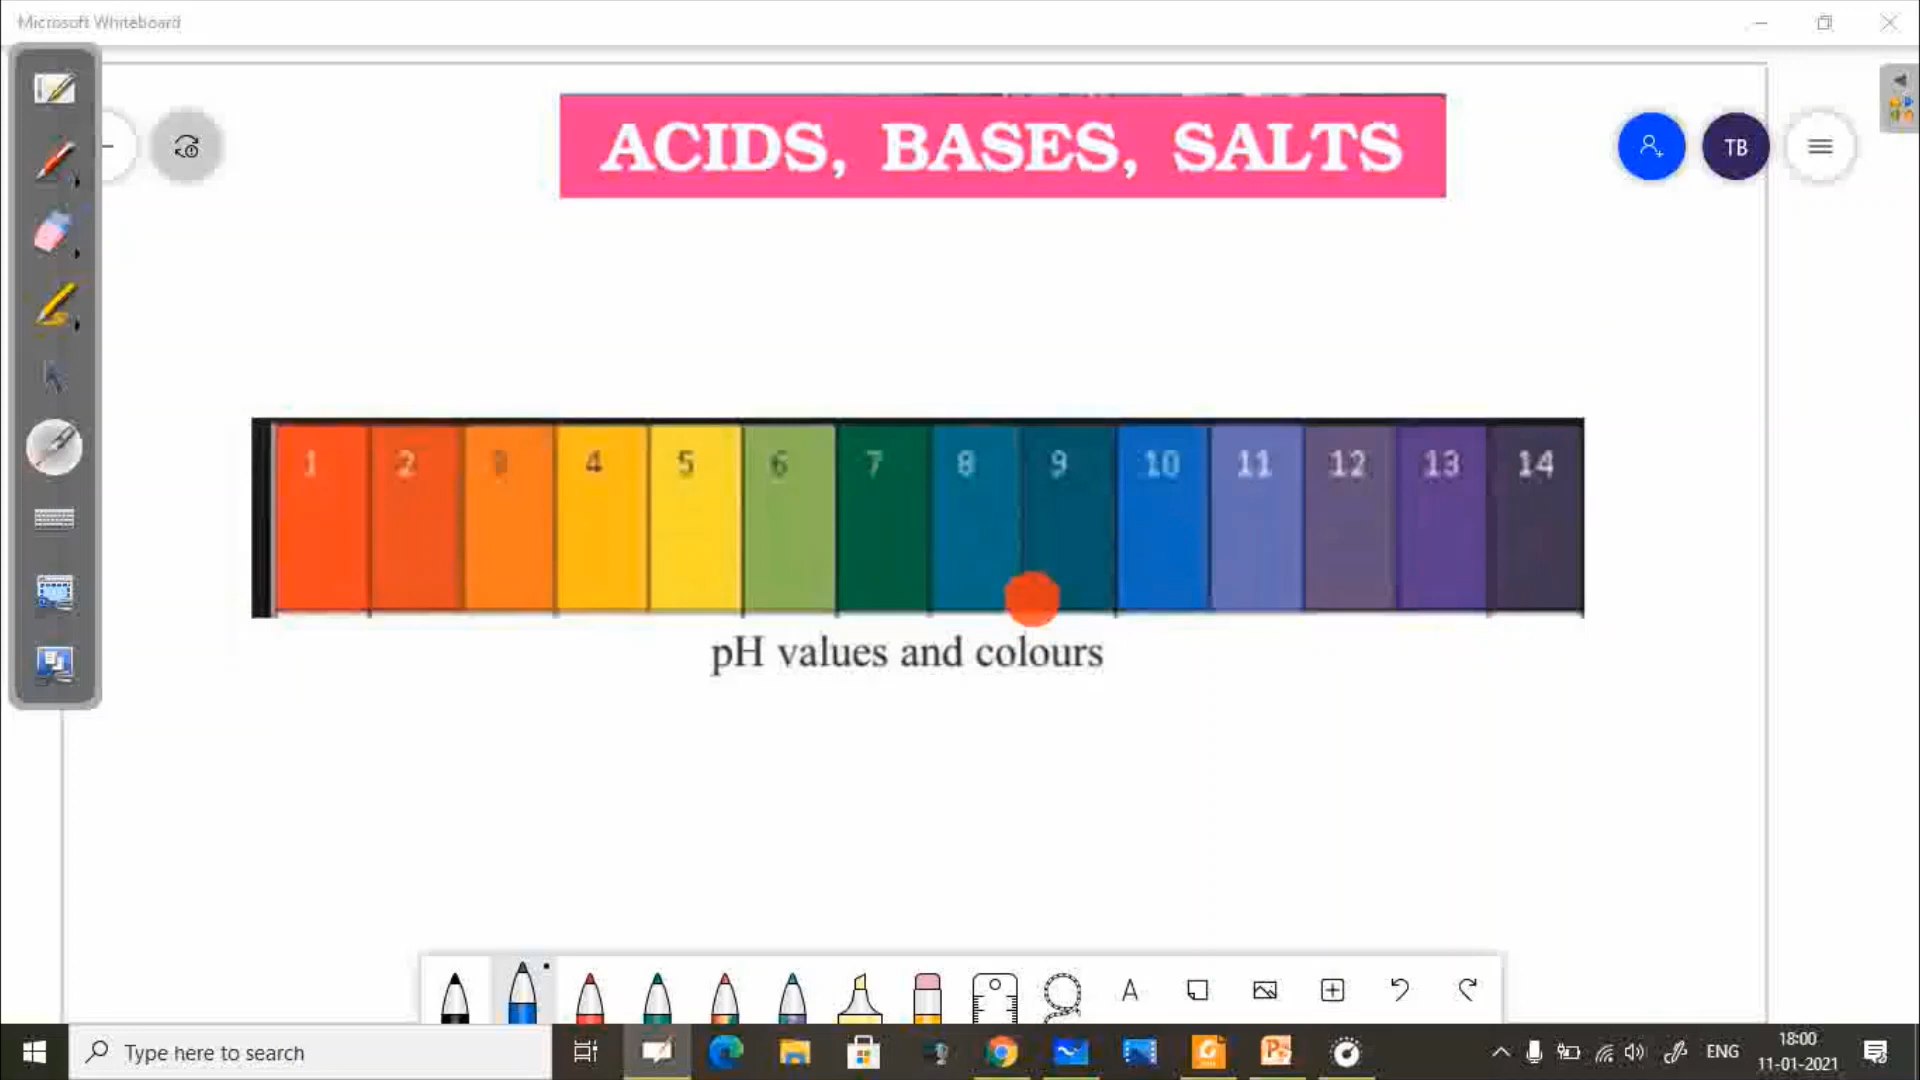 Microsoft Whiteboard
ACIDS, BASES, SALTS
TB
1 2 3 4 5 6 7 8 9 10 11 12 13 14
pH values and colours
A
Type here to search
ENG
18:00
11-01-2021